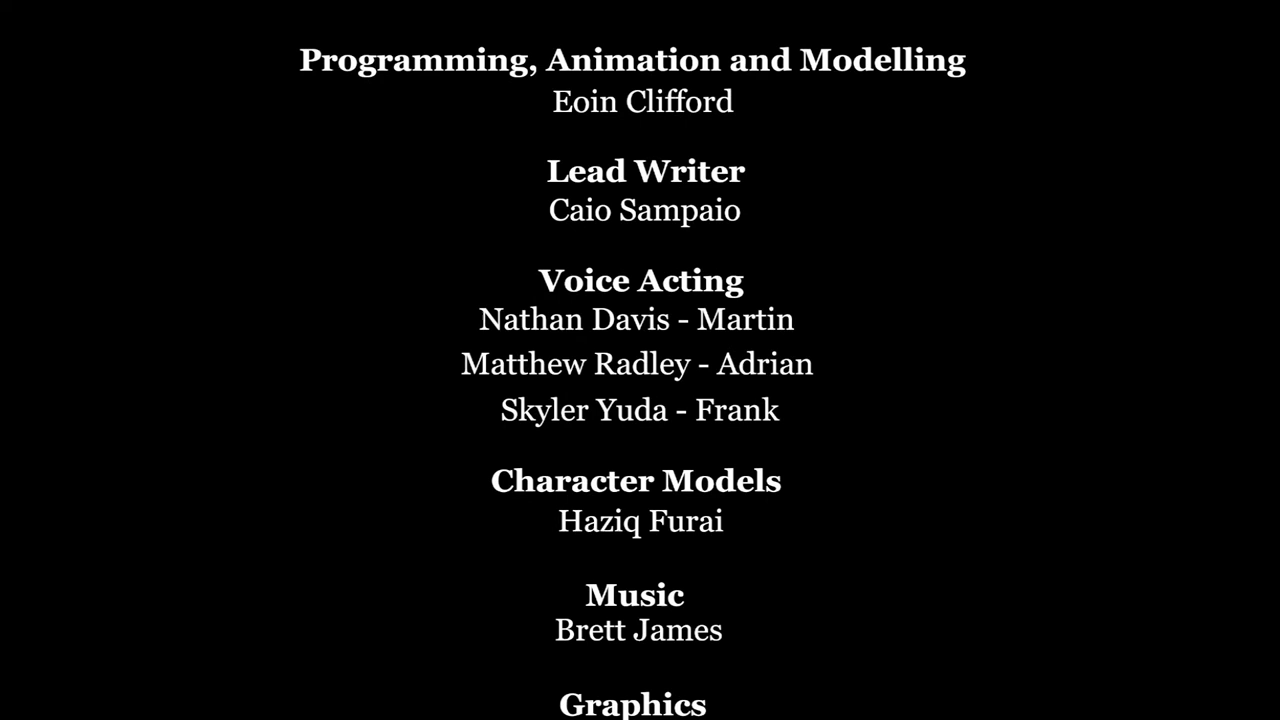 Programming, Animation and Modelling
Eoin Clifford
Lead Writer
Caio Sampaio
Voice Acting
Nathan Davis - Martin
Matthew Radley - Adrian
Skyler Yuda - Frank
Character Models
Haziq Furai
Music
Brett James
Graphics